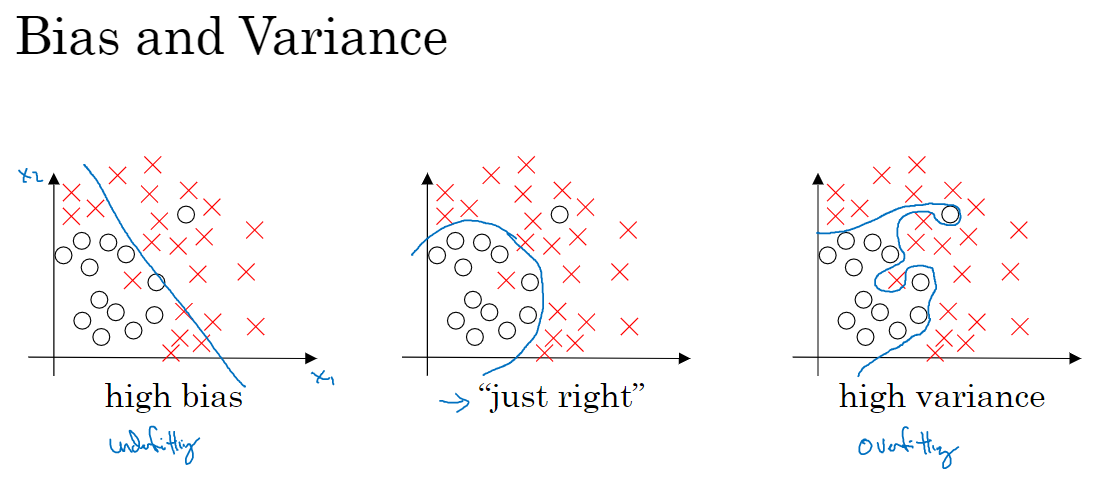 Bias and Variance
x2
x1
high bias
→ “just right”
high variance
underfitting
overfitting